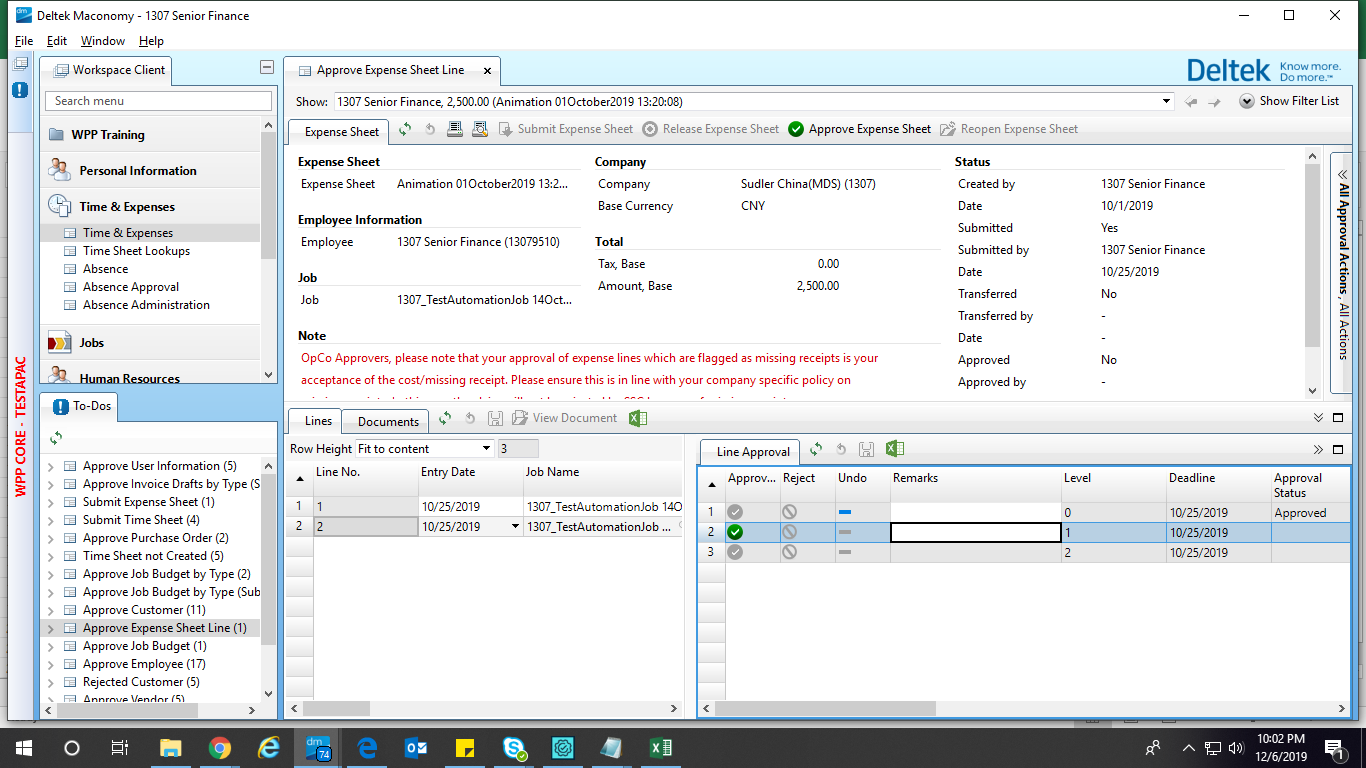 Deltek Maconomy - 1307 Senior Finance
File Edit Window Help
Workspace Client
Search menu
WPP Training
Personal Information
Time & Expenses
Time & Expenses
Time Sheet Lookups
Absence
Absence Approval
Absence Administration
Jobs
Human Resources
WPP CORE - TESTAPAC
To-Dos
Approve User Information (5)
Approve Invoice Drafts by Type (S
Submit Expense Sheet (1)
Submit Time Sheet (4)
Approve Purchase Order (2)
Time Sheet not Created (5)
Approve Job Budget by Type (2)
Approve Job Budget by Type (Sub
Approve Customer (11)
Approve Expense Sheet Line (1)
Approve Job Budget (1)
Approve Employee (17)
Rejected Customer (5)
Approve Vendor (5)
Approve Expense Sheet Line
Deltek Know more. Do more.™
Show: 1307 Senior Finance, 2,500.00 (Animation 01October2019 13:20:08)
Show Filter List
Expense Sheet Submit Expense Sheet Release Expense Sheet Approve Expense Sheet Reopen Expense Sheet
Expense Sheet
Expense Sheet Animation 01October2019 13:2...
Employee Information
Employee 1307 Senior Finance (13079510)
Job
Job 1307_TestAutomationJob 14Oct...
Note
OpCo Approvers, please note that your approval of expense lines which are flagged as missing receipts is your
acceptance of the cost/missing receipt. Please ensure this is in line with your company specific policy on
Company
Company Sudler China(MDS) (1307)
Base Currency CNY
Total
Tax, Base 0.00
Amount, Base 2,500.00
Status
Created by 1307 Senior Finance
Date 10/1/2019
Submitted Yes
Submitted by 1307 Senior Finance
Date 10/25/2019
Transferred No
Transferred by -
Date -
Approved No
Approved by -
All Approval Actions, All Actions
Lines Documents View Document
Row Height Fit to content 3
Line No. Entry Date Job Name
1 1 10/25/2019 1307_TestAutomationJob 14O
2 2 10/25/2019 1307_TestAutomationJob ...
Line Approval
Approv... Reject Undo Remarks Level Deadline Approval Status
1 0 10/25/2019 Approved
2 1 10/25/2019
3 2 10/25/2019
dm
74
10:02 PM
12/6/2019
1